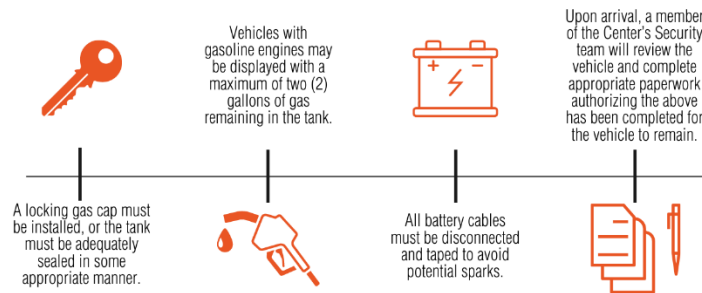 Vehicles with
gasoline engines may
be displayed with a
maximum of two (2)
gallons of gas
remaining in the tank.
Upon arrival, a member
of the Center's Security
team will review the
vehicle and complete
appropriate paperwork
authorizing the above
has been completed for
the vehicle to remain.
A locking gas cap must
be installed, or the tank
must be adequately
sealed in some
appropriate manner.
All battery cables
must be disconnected
and taped to avoid
potential sparks.